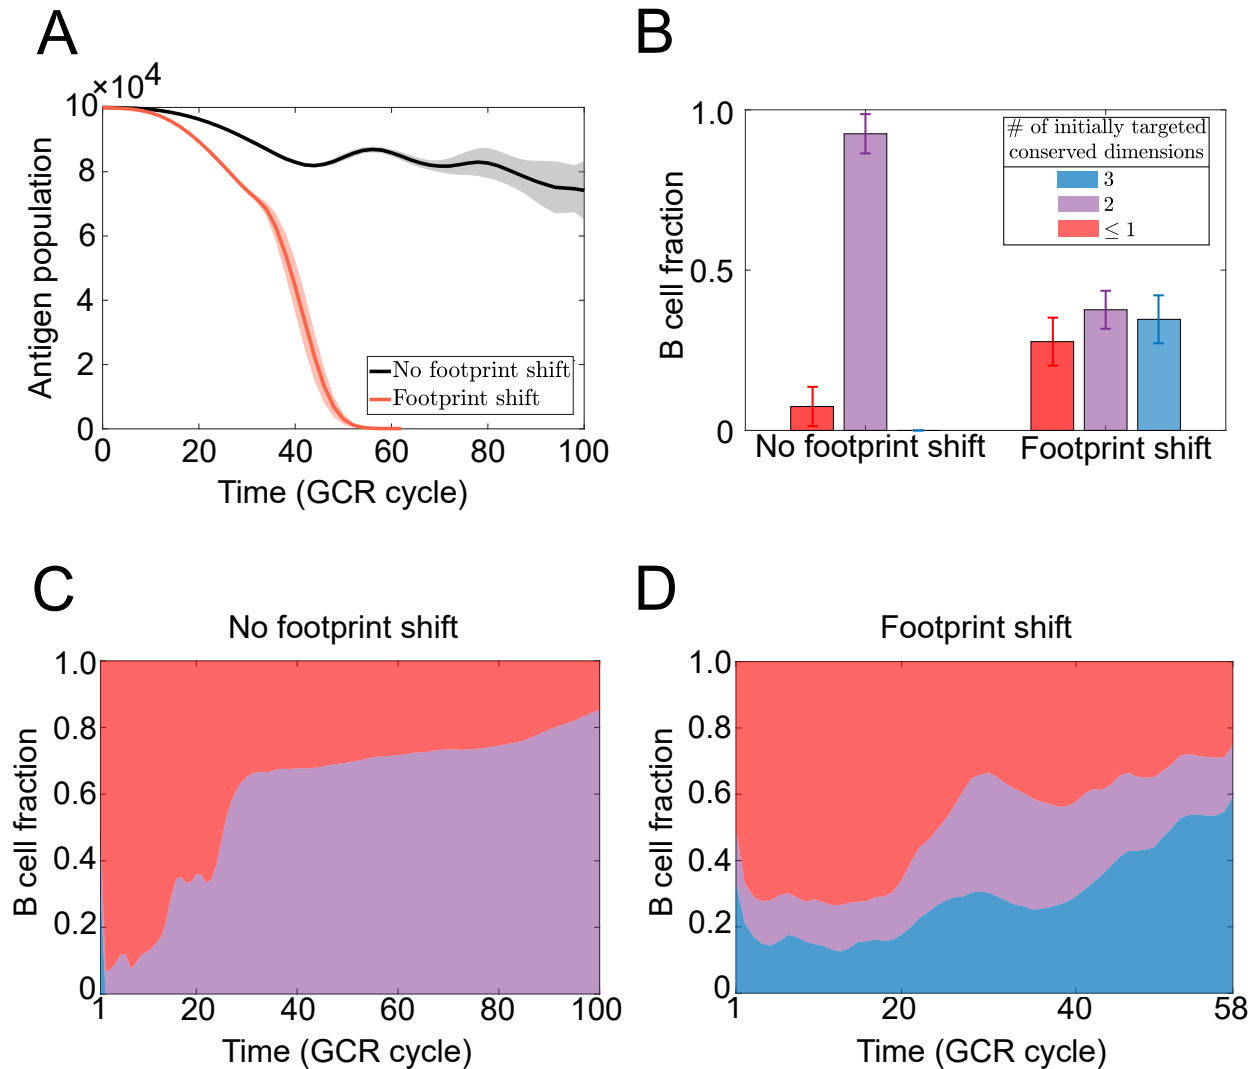 A
×10⁴
10
8
6
4
2
0
0
20
40
60
80
100
Antigen population
Time (GCR cycle)
No footprint shift
Footprint shift
B
1.0
0.5
0
B cell fraction
# of initially targeted
conserved dimensions
3
2
≤ 1
No footprint shift
Footprint shift
C
No footprint shift
1.0
0.8
0.6
0.4
0.2
0
1
20
40
60
80
100
B cell fraction
Time (GCR cycle)
D
Footprint shift
1.0
0.8
0.6
0.4
0.2
0
1
20
40
58
B cell fraction
Time (GCR cycle)